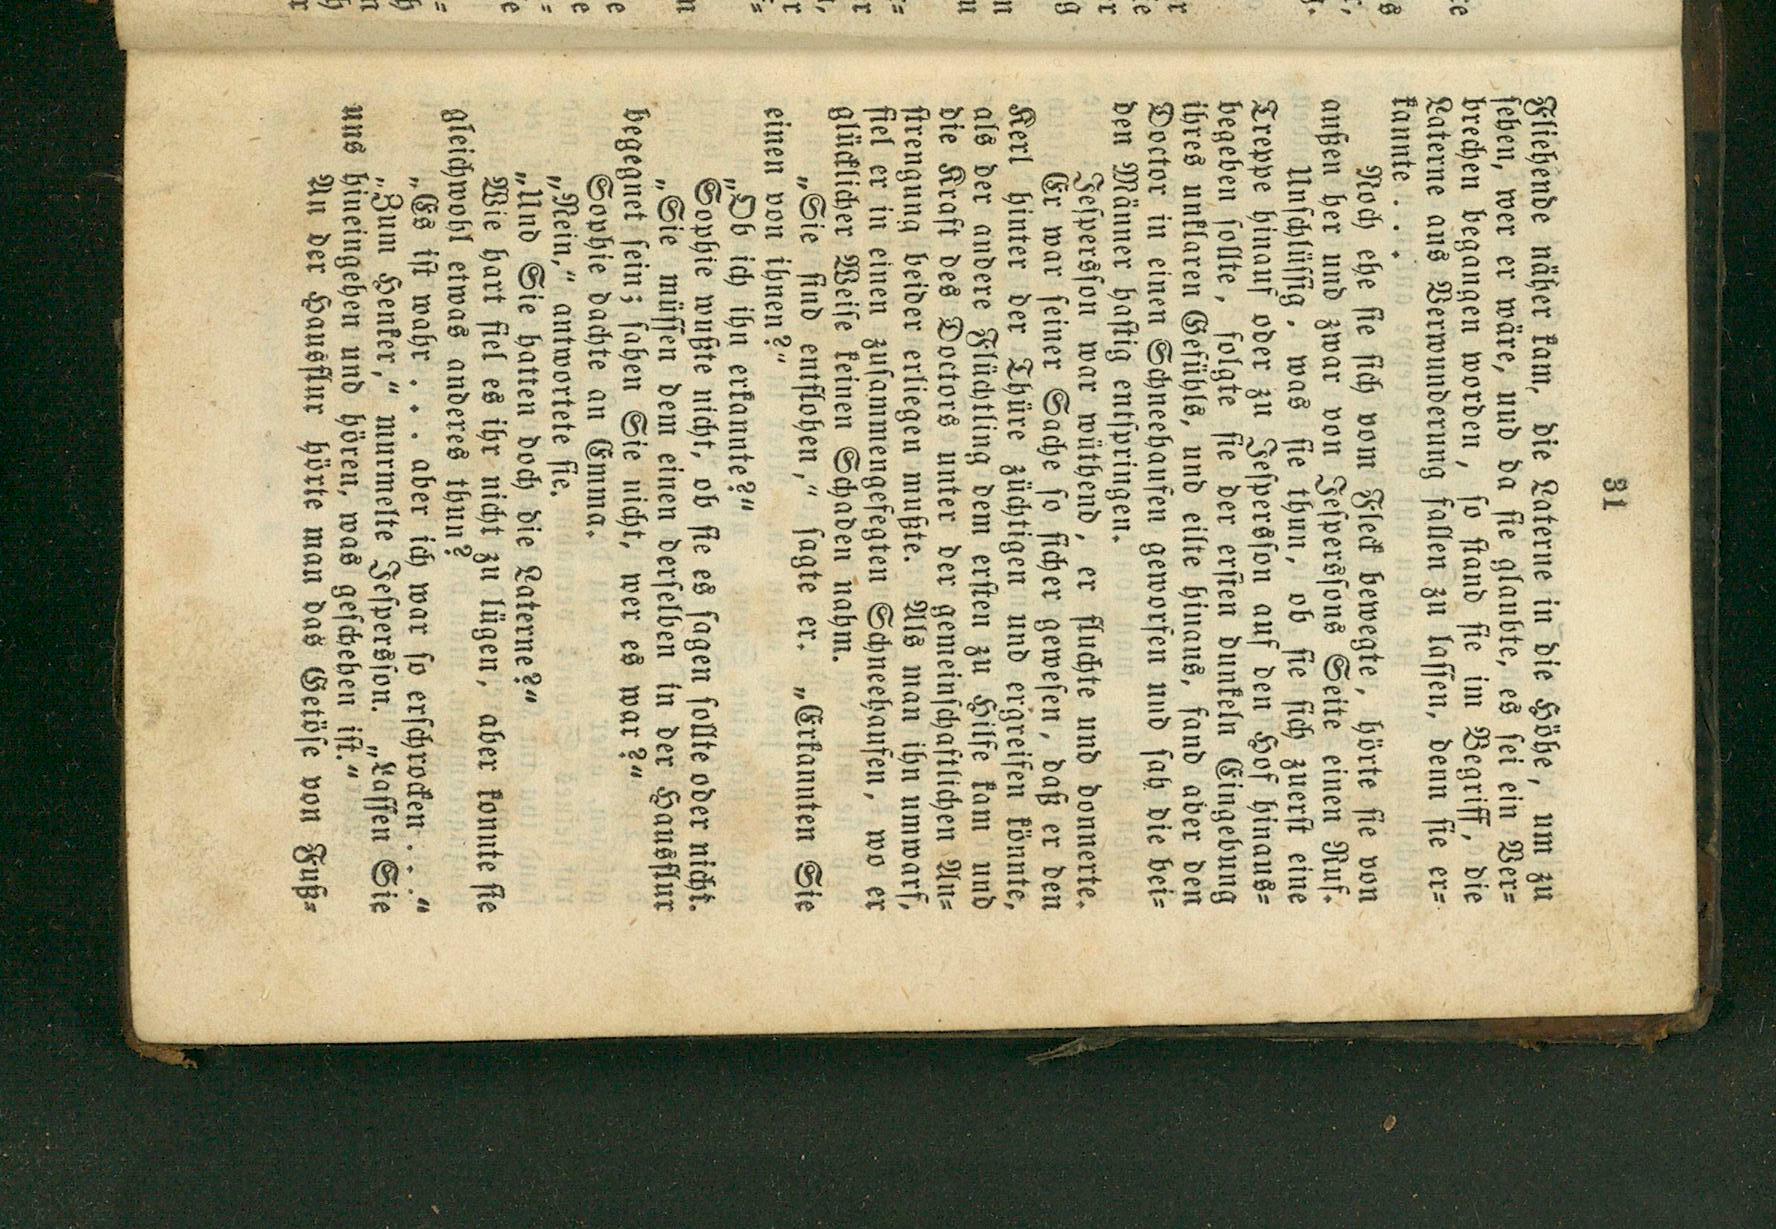 31
Fliehende näher kam, die Laterne in die Höhe, um zu
sehen, wer er wäre, und da sie glaubte, es sei ein Ver-
brechen begangen worden, so stand sie im Begriff, die
Laterne aus Verwunderung fallen zu lassen, denn sie er-
kannte . . .
Noch ehe sie sich vom Fleck bewegte, hörte sie von
außen her und zwar von Jespersson's Seite einen Ruf.
Unschlüssig, was sie thun, ob sie sich zuerst eine
Treppe hinauf oder zu Jespersson auf den Hof hinaus-
begeben sollte, folgte sie der ersten dunkeln Eingebung
ihres unklaren Gefühls, und eilte hinaus, fand aber den
Doctor in einen Schneehaufen geworfen und sah die bei-
den Männer hastig entspringen.
Jespersson war wüthend, er fluchte und donnerte.
Er war seiner Sache so sicher gewesen, daß er den
Kerl hinter der Thüre züchtigen und ergreifen könnte,
als der andere Flüchtling dem ersten zu Hilfe kam und
die Kraft des Doctors unter der gemeinschaftlichen An-
strengung beider erliegen mußte. Als man ihn umwarf,
fiel er in einen zusammengefegten Schneehaufen, wo er
glücklicher Weise keinen Schaden nahm.
„Sie sind entflohen,“ sagte er. „Erkannten Sie
einen von ihnen?“
„Ob ich ihn erkannte?“
Sophie wußte nicht, ob sie es sagen sollte oder nicht.
„Sie müssen dem einen derselben in der Hausflur
begegnet sein; sahen Sie nicht, wer es war?“
Sophie dachte an Emma.
„Nein,“ antwortete sie.
„Und Sie hatten doch die Laterne?“
Wie hart fiel es ihr nicht zu lügen, aber konnte sie
gleichwohl etwas anderes thun?
„Es ist wahr . . . aber ich war so erschrocken . . .“
„Zum Henker,“ murmelte Jespersson. „Lassen Sie
uns hineingehen und hören, was geschehen ist.“
An der Hausflur hörte man das Getöse von Fuß-